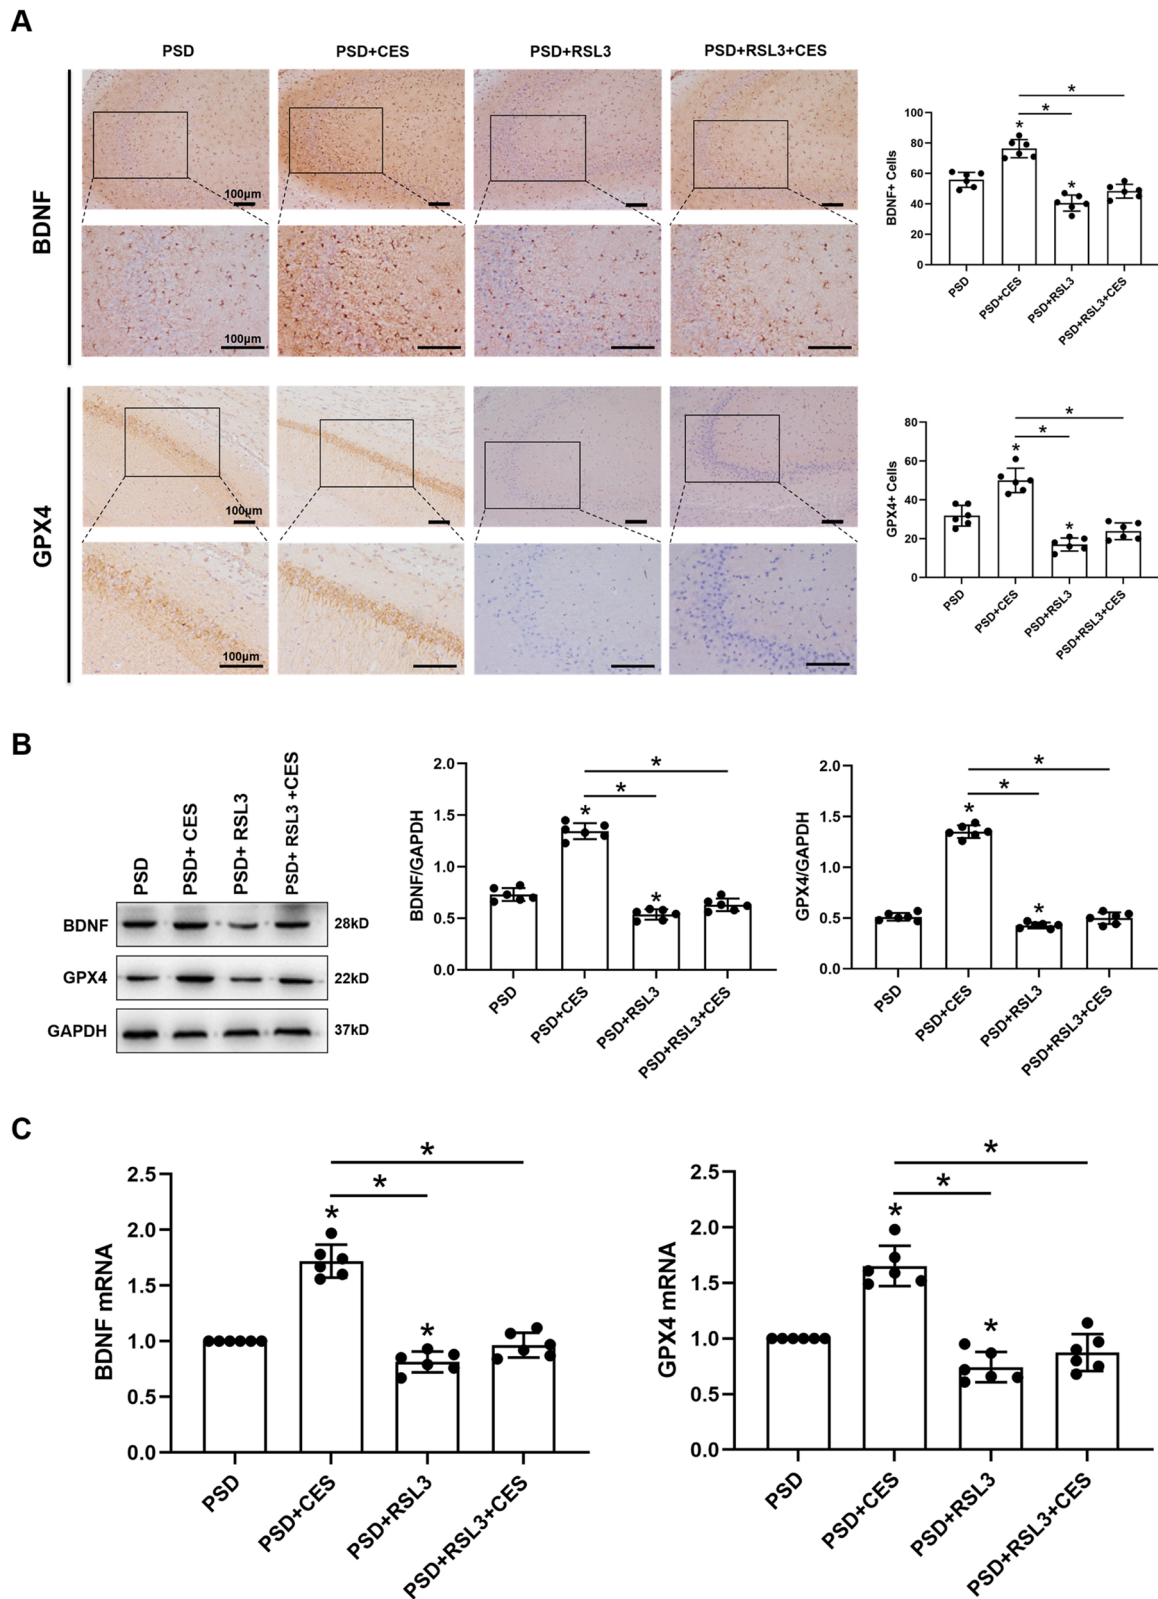 A
PSD PSD+CES PSD+RSL3 PSD+RSL3+CES
BDNF
100μm
100μm
BDNF+ Cells
100
80
60
40
20
0
* * * *
PSD PSD+CES PSD+RSL3 PSD+RSL3+CES
GPX4
100μm
100μm
GPX4+ Cells
80
60
40
20
0
* * * *
PSD PSD+CES PSD+RSL3 PSD+RSL3+CES
B
PSD PSD+ CES PSD+ RSL3 PSD+ RSL3 +CES
BDNF 28kD
GPX4 22kD
GAPDH 37kD
BDNF/GAPDH
2.0
1.5
1.0
0.5
0.0
* * * *
PSD PSD+CES PSD+RSL3 PSD+RSL3+CES
GPX4/GAPDH
2.0
1.5
1.0
0.5
0.0
* * * *
PSD PSD+CES PSD+RSL3 PSD+RSL3+CES
C
BDNF mRNA
2.5
2.0
1.5
1.0
0.5
0.0
* * * *
PSD PSD+CES PSD+RSL3 PSD+RSL3+CES
GPX4 mRNA
2.5
2.0
1.5
1.0
0.5
0.0
* * * *
PSD PSD+CES PSD+RSL3 PSD+RSL3+CES